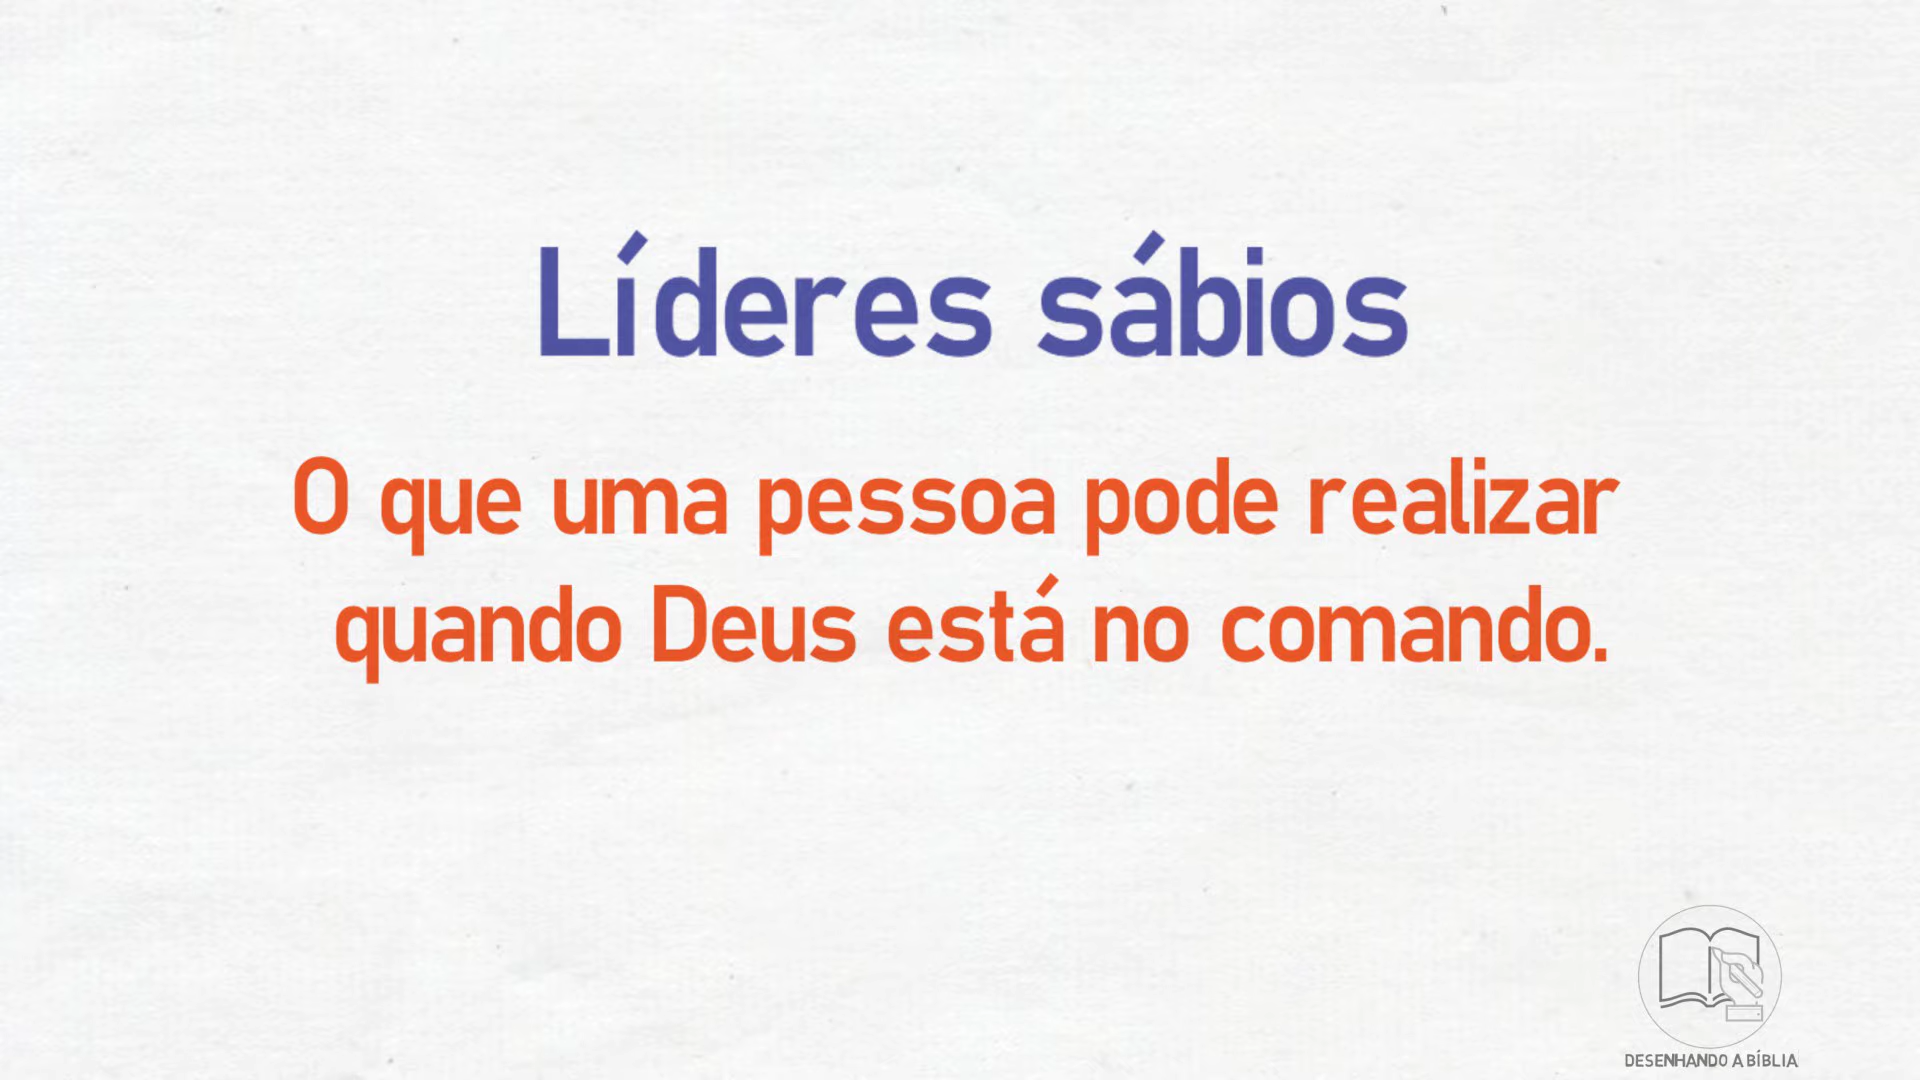 Líderes sábios
O que uma pessoa pode realizar
quando Deus está no comando.
DESENHANDO A BÍBLIA